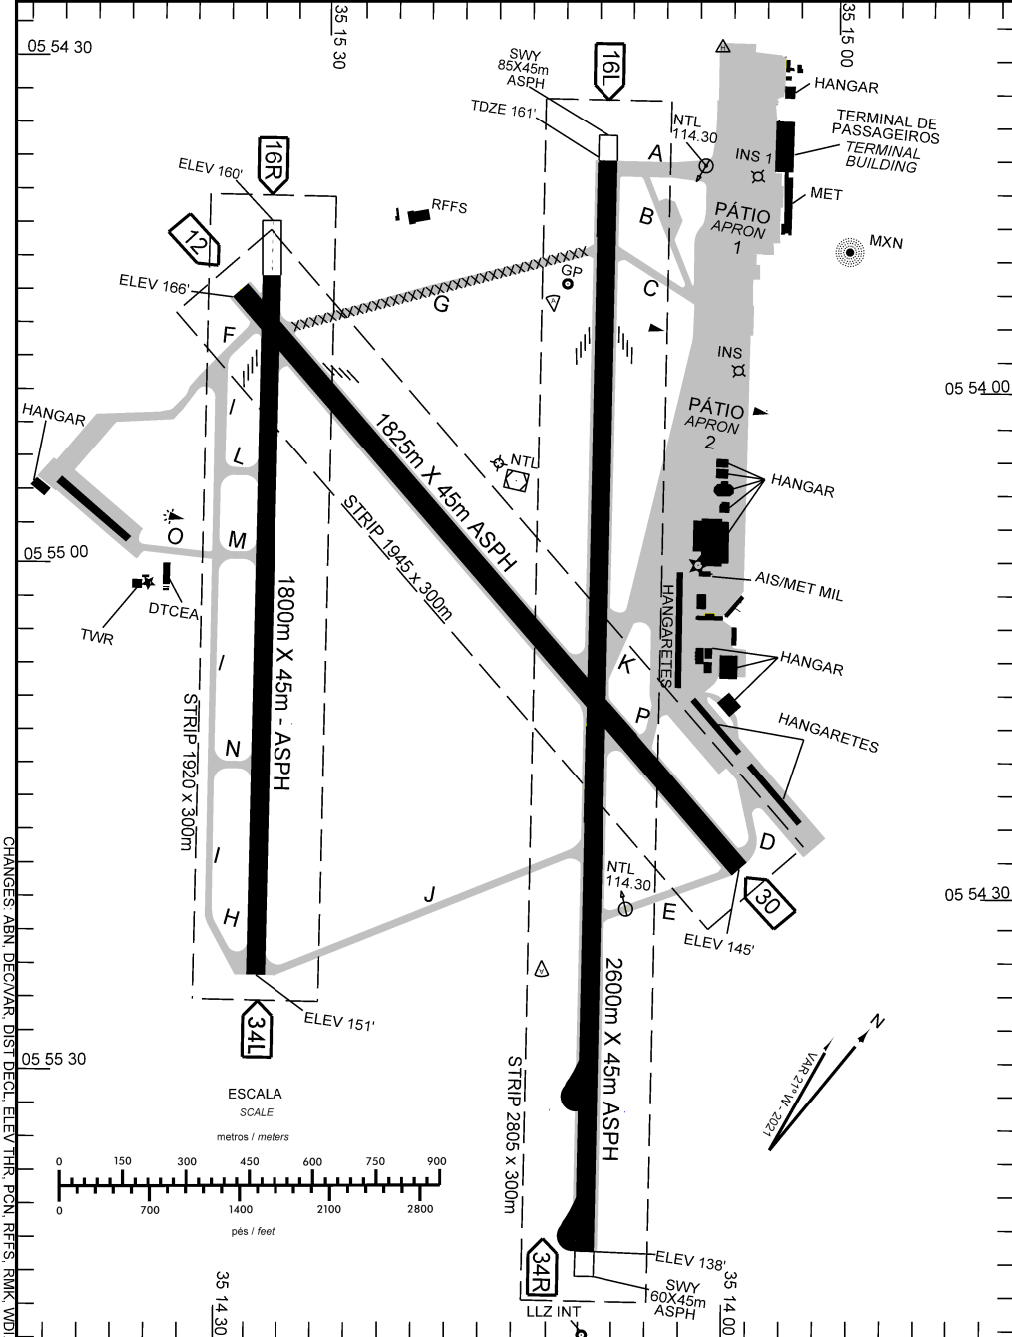 05 54 30
35 15 30
35 15 00
SWY
85X45m
ASPH
16L
TDZE 161'
NTL
114.30
HANGAR
TERMINAL DE
PASSAGEIROS
TERMINAL
BUILDING
A
INS 1
16R
ELEV 160'
MET
RFFS
B
PÁTIO
APRON
1
12
MXN
ELEV 166'
G
GP
A
C
F
INS
05 54 00
HANGAR
I
PÁTIO
APRON
2
L
1825m X 45m ASPH
NTL
HANGAR
STRIP 1945 x 300m
O
M
05 55 00
DTCEA
TWR
1800m X 45m - ASPH
AIS/MET MIL
HANGARETES
I
K
HANGAR
STRIP 1920 x 300m
P
HANGARETES
N
I
D
J
NTL
114.30
05 54 30
H
E
30
ELEV 145'
ELEV 151'
34L
2600m X 45m ASPH
N
VAR 21°W - 2021
05 55 30
STRIP 2805 x 300m
ESCALA
SCALE
metros / meters
0 150 300 450 600 750 900
0 700 1400 2100 2800
pés / feet
34R
ELEV 138'
SWY
60X45m
ASPH
LLZ INT
35 14 30
35 14 00
CHANGES: ABN, DEC/VAR, DIST DECL, ELEV THR, PCN, RFFS, RMK, WDI.